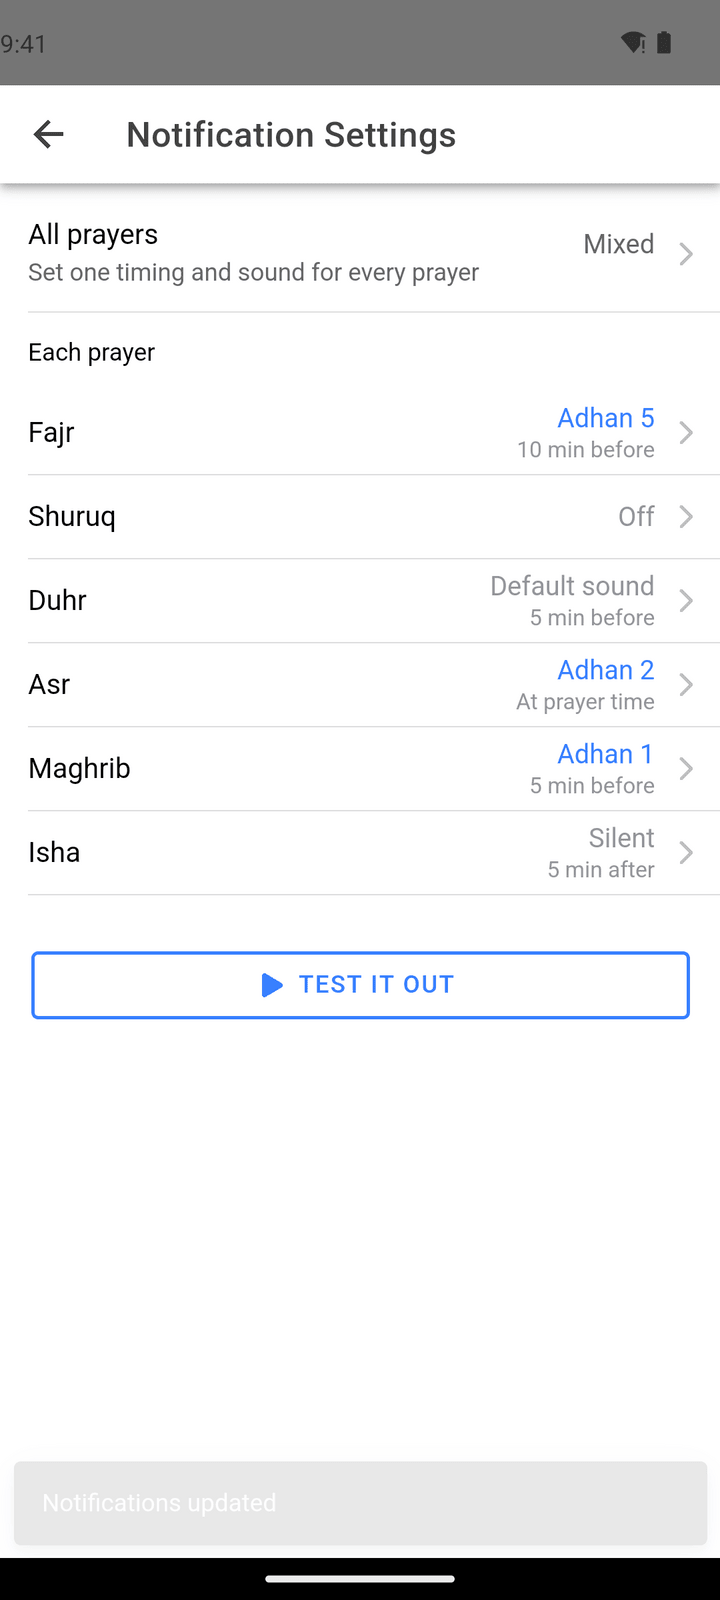 9:41
Notification Settings
All prayers
Mixed
Set one timing and sound for every prayer
Each prayer
Fajr
Adhan 5
10 min before
Shuruq
Off
Duhr
Default sound
5 min before
Asr
Adhan 2
At prayer time
Maghrib
Adhan 1
5 min before
Isha
Silent
5 min after
TEST IT OUT
Notifications updated